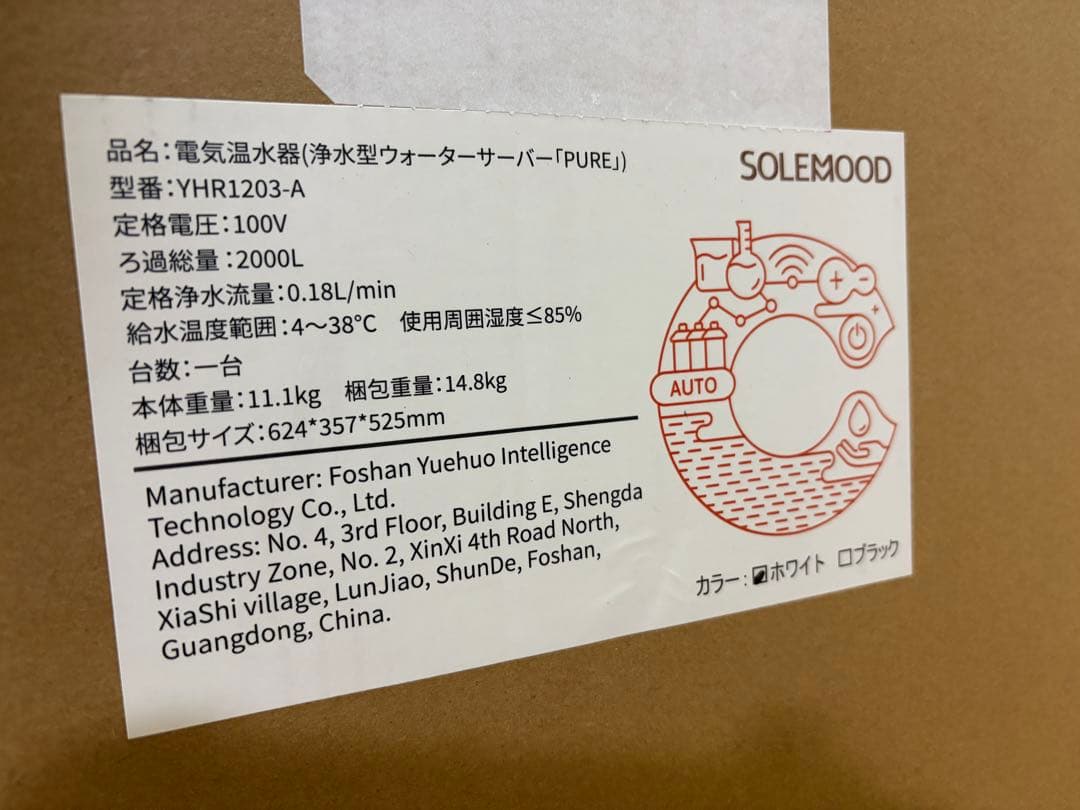 品名:電気温水器(浄水型ウォーターサーバー「PURE」)
SOLEMOOD
型番:YHR1203-A
定格電圧:100V
ろ過総量:2000L
定格浄水流量:0.18L/min
給水温度範囲:4～38℃ 使用周囲湿度≦85%
台数:一台
本体重量:11.1kg 梱包重量:14.8kg
梱包サイズ:624*357*525mm
AUTO
Manufacturer: Foshan Yuehuo Intelligence
Technology Co., Ltd.
Address: No. 4, 3rd Floor, Building E, Shengda
Industry Zone, No. 2, XinXi 4th Road North,
XiaShi village, LunJiao, ShunDe, Foshan,
Guangdong, China.
カラー:☑ホワイト □ブラック